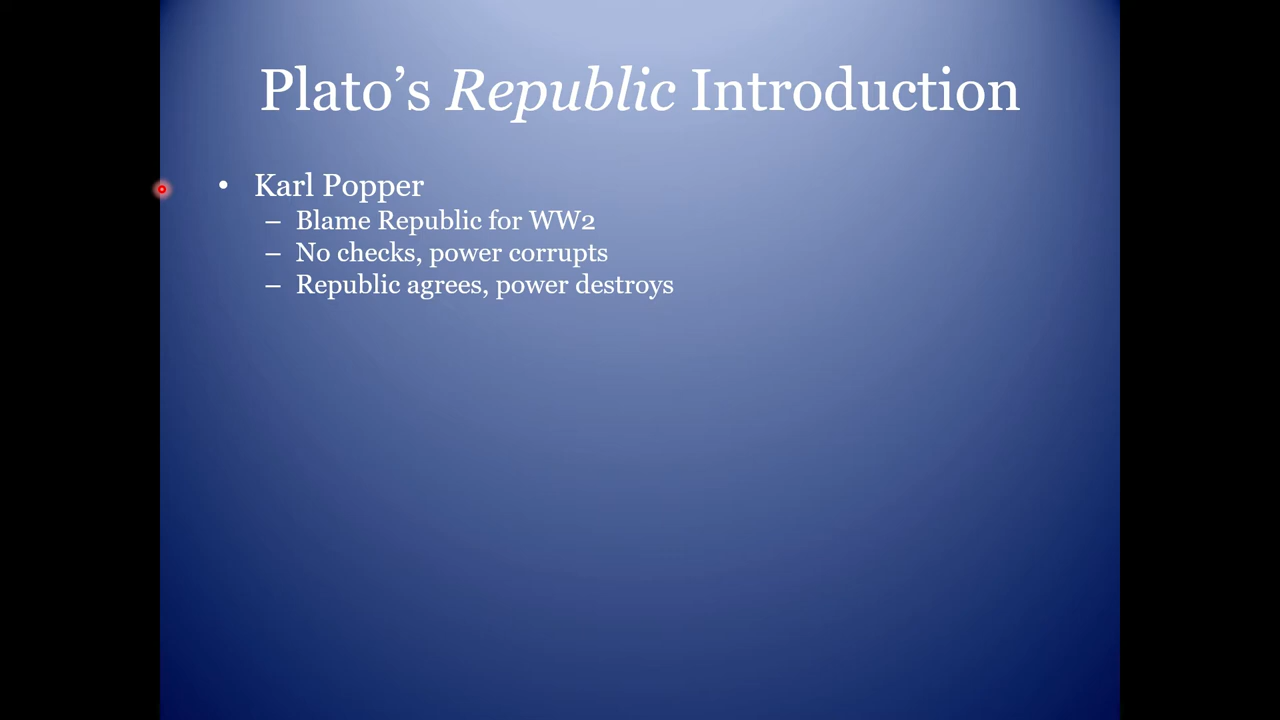 Plato’s Republic Introduction
• Karl Popper
– Blame Republic for WW2
– No checks, power corrupts
– Republic agrees, power destroys